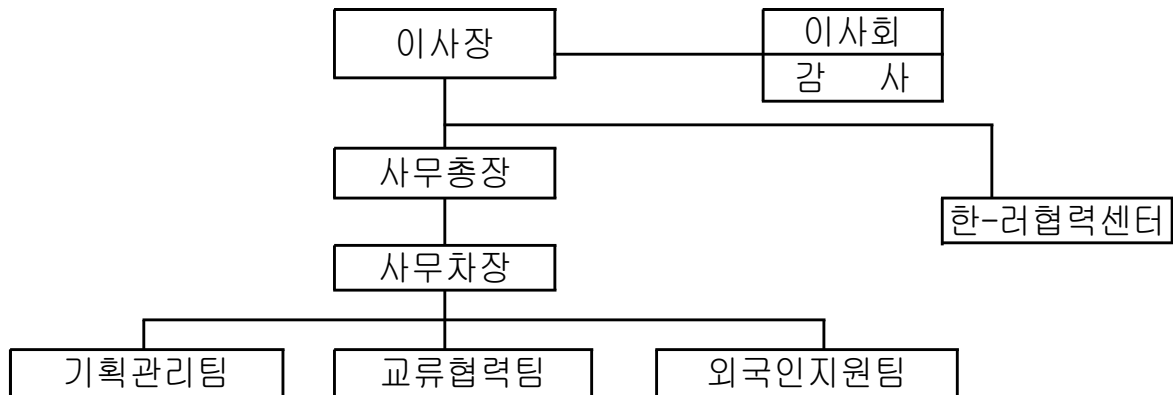 이사장
이사회
감 사
사무총장
한-러협력센터
사무차장
기획관리팀
교류협력팀
외국인지원팀